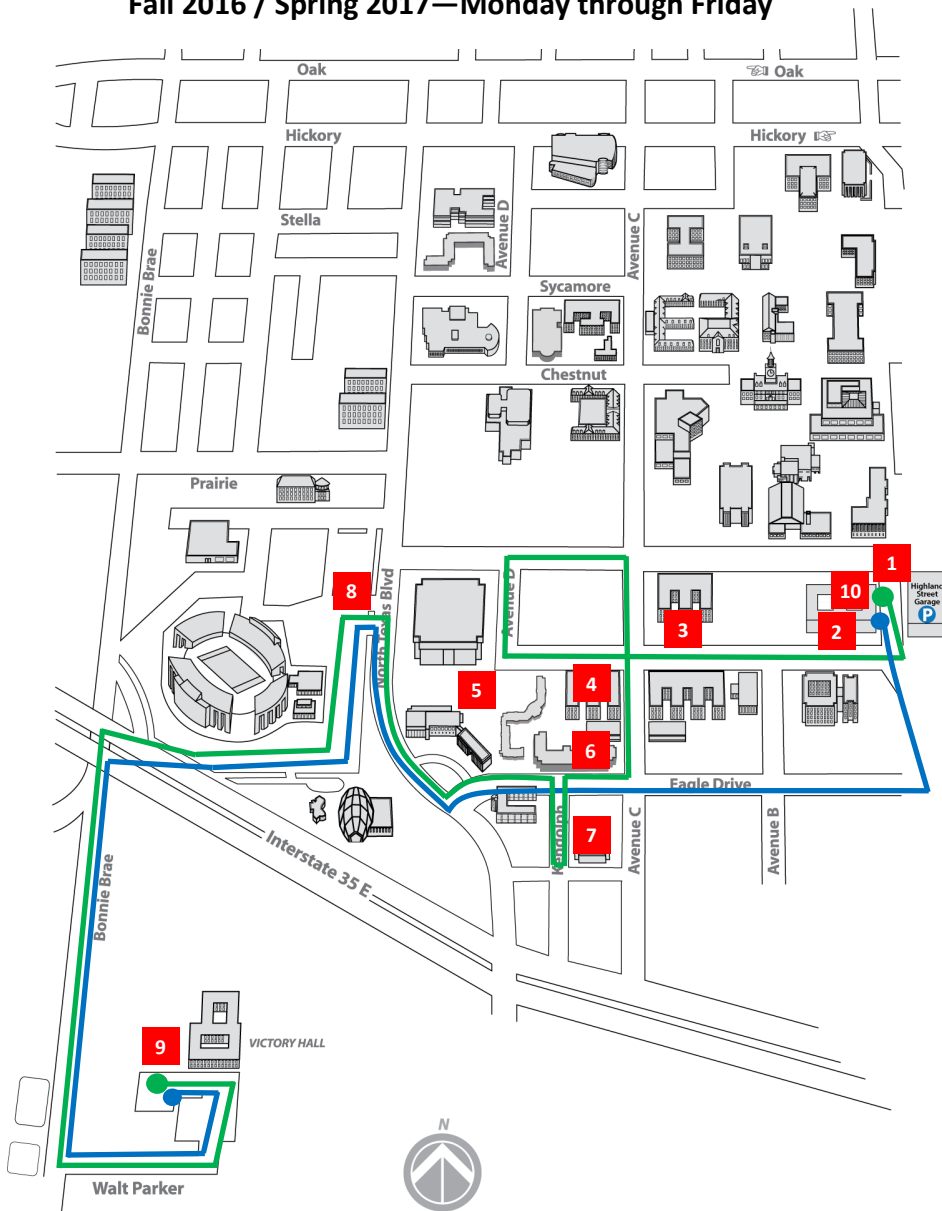 Fall 2016 / Spring 2017—Monday through Friday
Oak
Oak
Hickory
Hickory
Stella
Avenue D
Avenue C
Bonnie Brae
Sycamore
Chestnut
Prairie
1
Highland
Street
Garage
P
8
10
North Texas Blvd
Avenue D
3
2
5
4
6
Eagle Drive
7
Kendolph
Avenue C
Avenue B
Interstate 35 E
Bonnie Brae
9
VICTORY HALL
N
Walt Parker